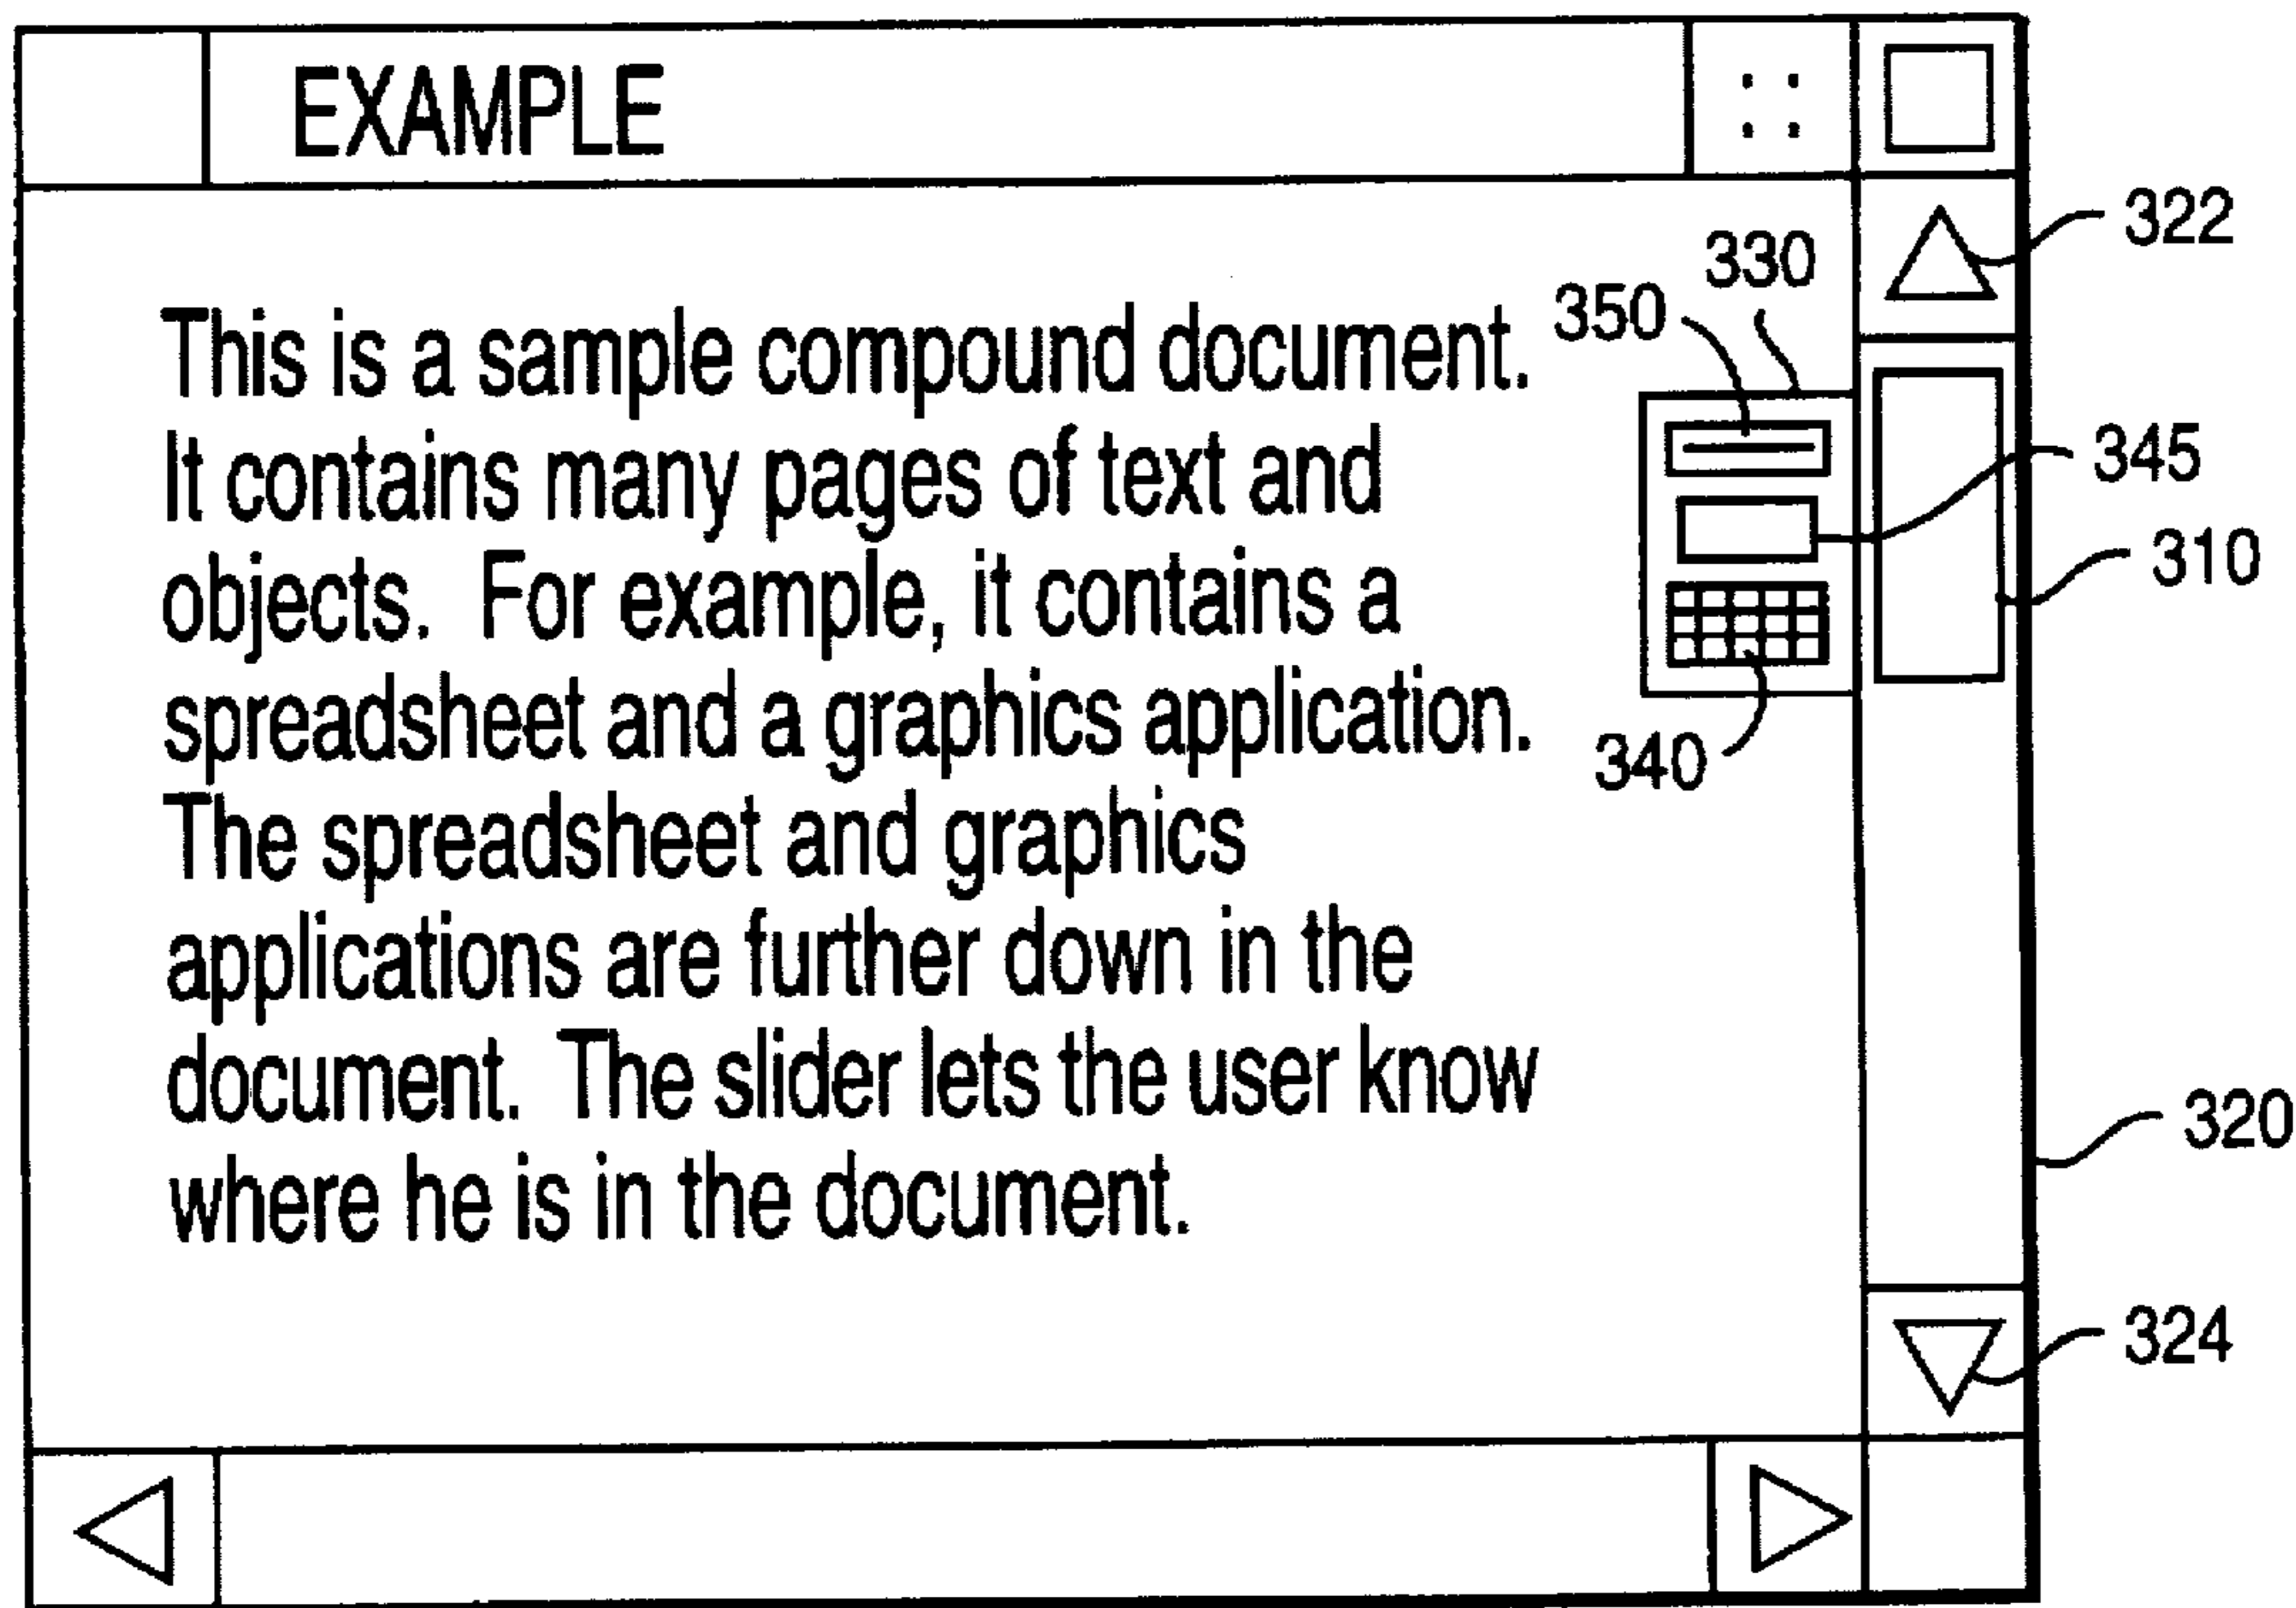 EXAMPLE
322
330
350
This is a sample compound document.
It contains many pages of text and
345
objects. For example, it contains a
310
spreadsheet and a graphics application.
340
The spreadsheet and graphics
applications are further down in the
document. The slider lets the user know
320
where he is in the document.
324